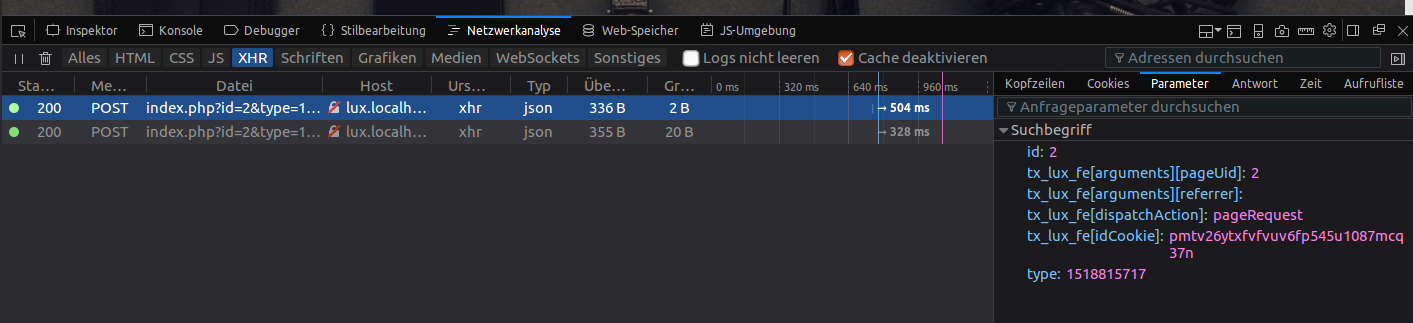 Inspektor Konsole Debugger Stilbearbeitung Netzwerkanalyse Web-Speicher JS-Umgebung
Alles HTML CSS JS XHR Schriften Grafiken Medien WebSockets Sonstiges Logs nicht leeren Cache deaktivieren Adressen durchsuchen
Sta… Me… Datei Host Urs… Typ Übe… Gr… 0 ms 320 ms 640 ms 960 ms
200 POST index.php?id=2&type=1… lux.localh… xhr json 336 B 2 B → 504 ms
200 POST index.php?id=2&type=1… lux.localh… xhr json 355 B 20 B → 328 ms
Kopfzeilen Cookies Parameter Antwort Zeit Aufrufliste
Anfrageparameter durchsuchen
Suchbegriff
id: 2
tx_lux_fe[arguments][pageUid]: 2
tx_lux_fe[arguments][referrer]:
tx_lux_fe[dispatchAction]: pageRequest
tx_lux_fe[idCookie]: pmtv26ytxfvfvuv6fp545u1087mcq
37n
type: 1518815717